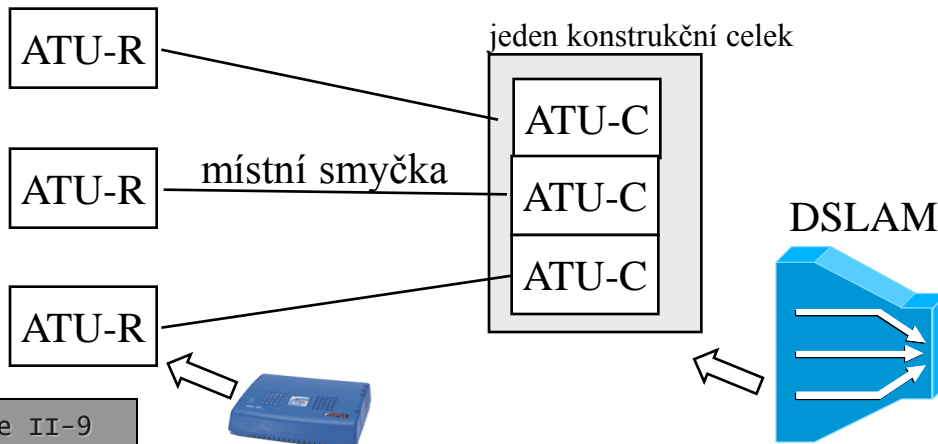 ATU-R
jeden konstrukční celek
ATU-C
ATU-R
místní smyčka
ATU-C
DSLAM
ATU-C
ATU-R
e II-9